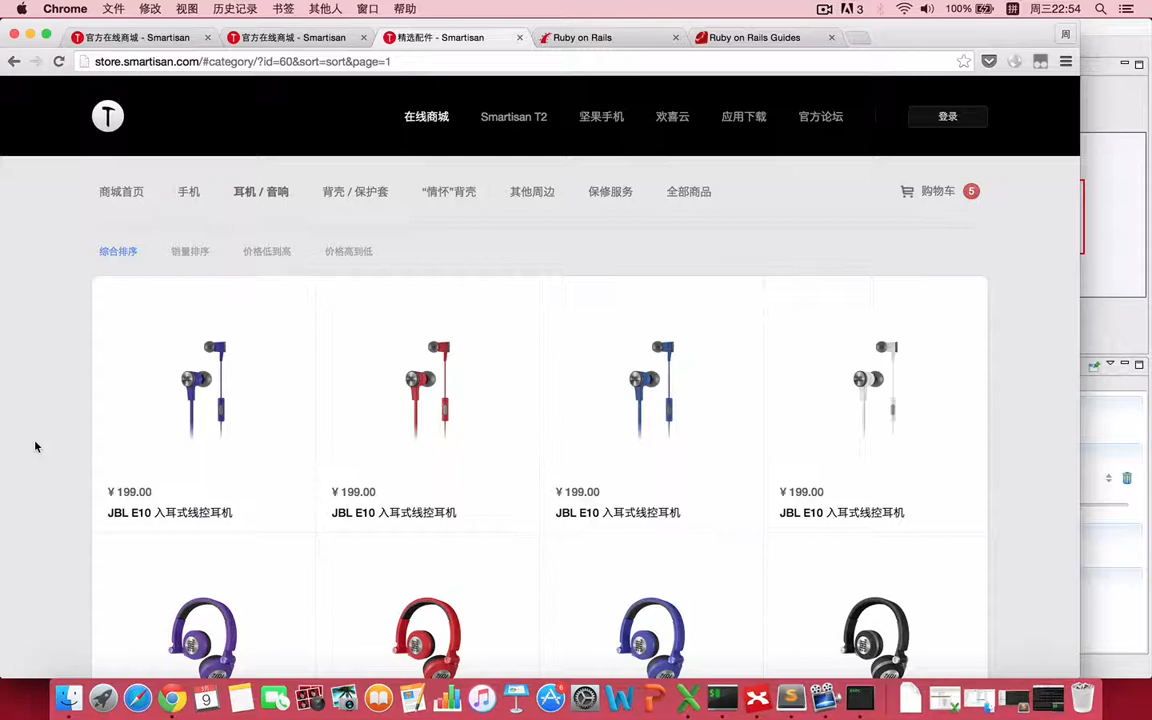 Chrome 文件 修改 视图 历史记录 书签 其他人 窗口 帮助 3 100% 周三22:54
官方在线商城 - Smartisan 官方在线商城 - Smartisan 精选配件 - Smartisan Ruby on Rails Ruby on Rails Guides 周
store.smartisan.com/#category/?id=60&sort=sort&page=1
T 在线商城 Smartisan T2 坚果手机 欢喜云 应用下载 官方论坛 登录
商城首页 手机 耳机 / 音响 背壳 / 保护套 “情怀”背壳 其他周边 保修服务 全部商品 购物车 5
综合排序 销量排序 价格低到高 价格高到低
¥ 199.00 ¥ 199.00 ¥ 199.00 ¥ 199.00
JBL E10 入耳式线控耳机 JBL E10 入耳式线控耳机 JBL E10 入耳式线控耳机 JBL E10 入耳式线控耳机